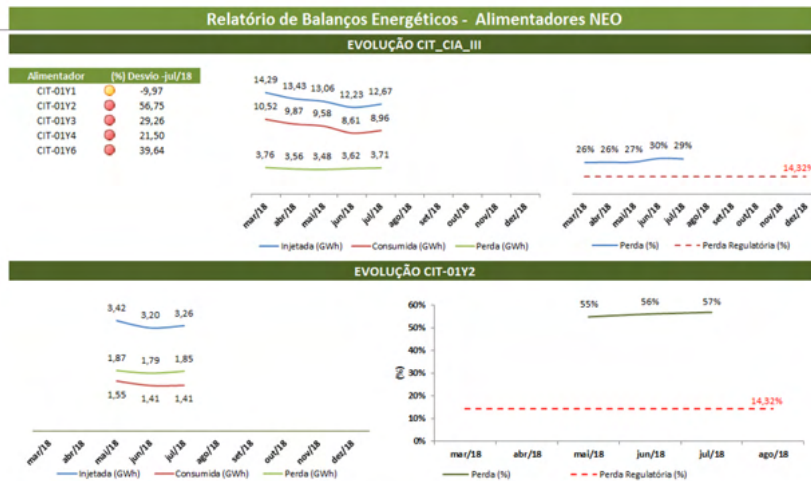 Relatório de Balanços Energéticos - Alimentadores NEO
EVOLUÇÃO CIT_CIA_III
Alimentador (%) Desvio -jul/18
CIT-01Y1 -9,97
CIT-01Y2 56,75
CIT-01Y3 29,26
CIT-01Y4 21,50
CIT-01Y6 39,64
14,29 13,43 13,06 12,23 12,67
10,52 9,87 9,58 8,61 8,96
3,76 3,56 3,48 3,62 3,71
mar/18 abr/18 mai/18 jun/18 jul/18 ago/18 set/18 out/18 nov/18 dez/18
Injetada (GWh) Consumida (GWh) Perda (GWh)
26% 26% 27% 30% 29%
14,32%
mar/18 abr/18 mai/18 jun/18 jul/18 ago/18 set/18 out/18 nov/18 dez/18
Perda (%) Perda Regulatória (%)
EVOLUÇÃO CIT-01Y2
3,42 3,20 3,26
1,87 1,79 1,85
1,55 1,41 1,41
mar/18 abr/18 mai/18 jun/18 jul/18 ago/18 set/18 out/18 nov/18 dez/18
Injetada (GWh) Consumida (GWh) Perda (GWh)
60%
50%
40%
30%
20%
10%
0%
(%)
55% 56% 57%
14,32%
mar/18 abr/18 mai/18 jun/18 jul/18 ago/18
Perda (%) Perda Regulatória (%)